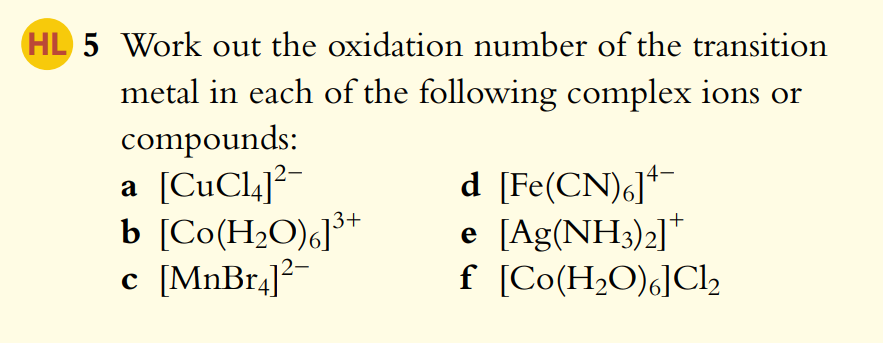 HL 5 Work out the oxidation number of the transition
metal in each of the following complex ions or
compounds:
a [CuCl₄]²⁻
b [Co(H₂O)₆]³⁺
c [MnBr₄]²⁻
d [Fe(CN)₆]⁴⁻
e [Ag(NH₃)₂]⁺
f [Co(H₂O)₆]Cl₂